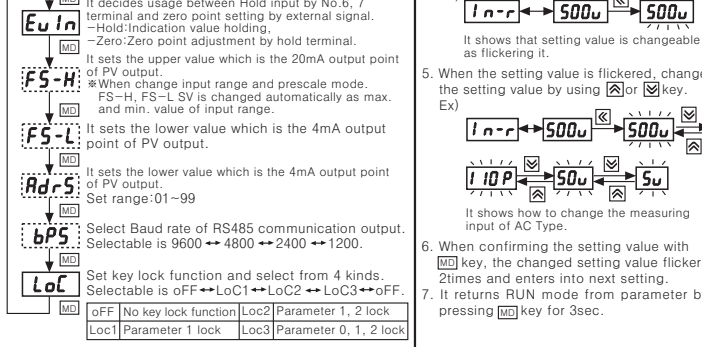 It decides usage between Hold input by No.6, 7
terminal and zero point setting by external signal.
−Hold:Indication value holding,
−Zero:Zero point adjustment by hold terminal.
Eu In
MD
It sets the upper value which is the 20mA output point
of PV output.
※When change input range and prescale mode.
FS−H, FS−L SV is changed automatically as max.
and min. value of input range.
FS-H
MD
It sets the lower value which is the 4mA output
point of PV output.
FS-L
MD
It sets the lower value which is the 4mA output point
of PV output.
Set range:01~99
AdrS
MD
Select Baud rate of RS485 communication output.
Selectable is 9600 ↔ 4800 ↔ 2400 ↔ 1200.
bPS
MD
Set key lock function and select from 4 kinds.
Selectable is oFF↔LoC1↔LoC2 ↔ LoC3↔oFF.
LoC
MD
oFF No key lock function Loc2 Parameter 1, 2 lock
Loc1 Parameter 1 lock Loc3 Parameter 0, 1, 2 lock
In-r 500u 500u
It shows that setting value is changeable
as flickering it.
5. When the setting value is flickered, change
the setting value by using or key.
Ex)
In-r 500u 500u
110P 50u 5u
It shows how to change the measuring
input of AC Type.
6. When confirming the setting value with
MD key, the changed setting value flicker
2times and enters into next setting.
7. It returns RUN mode from parameter b
pressing MD key for 3sec.